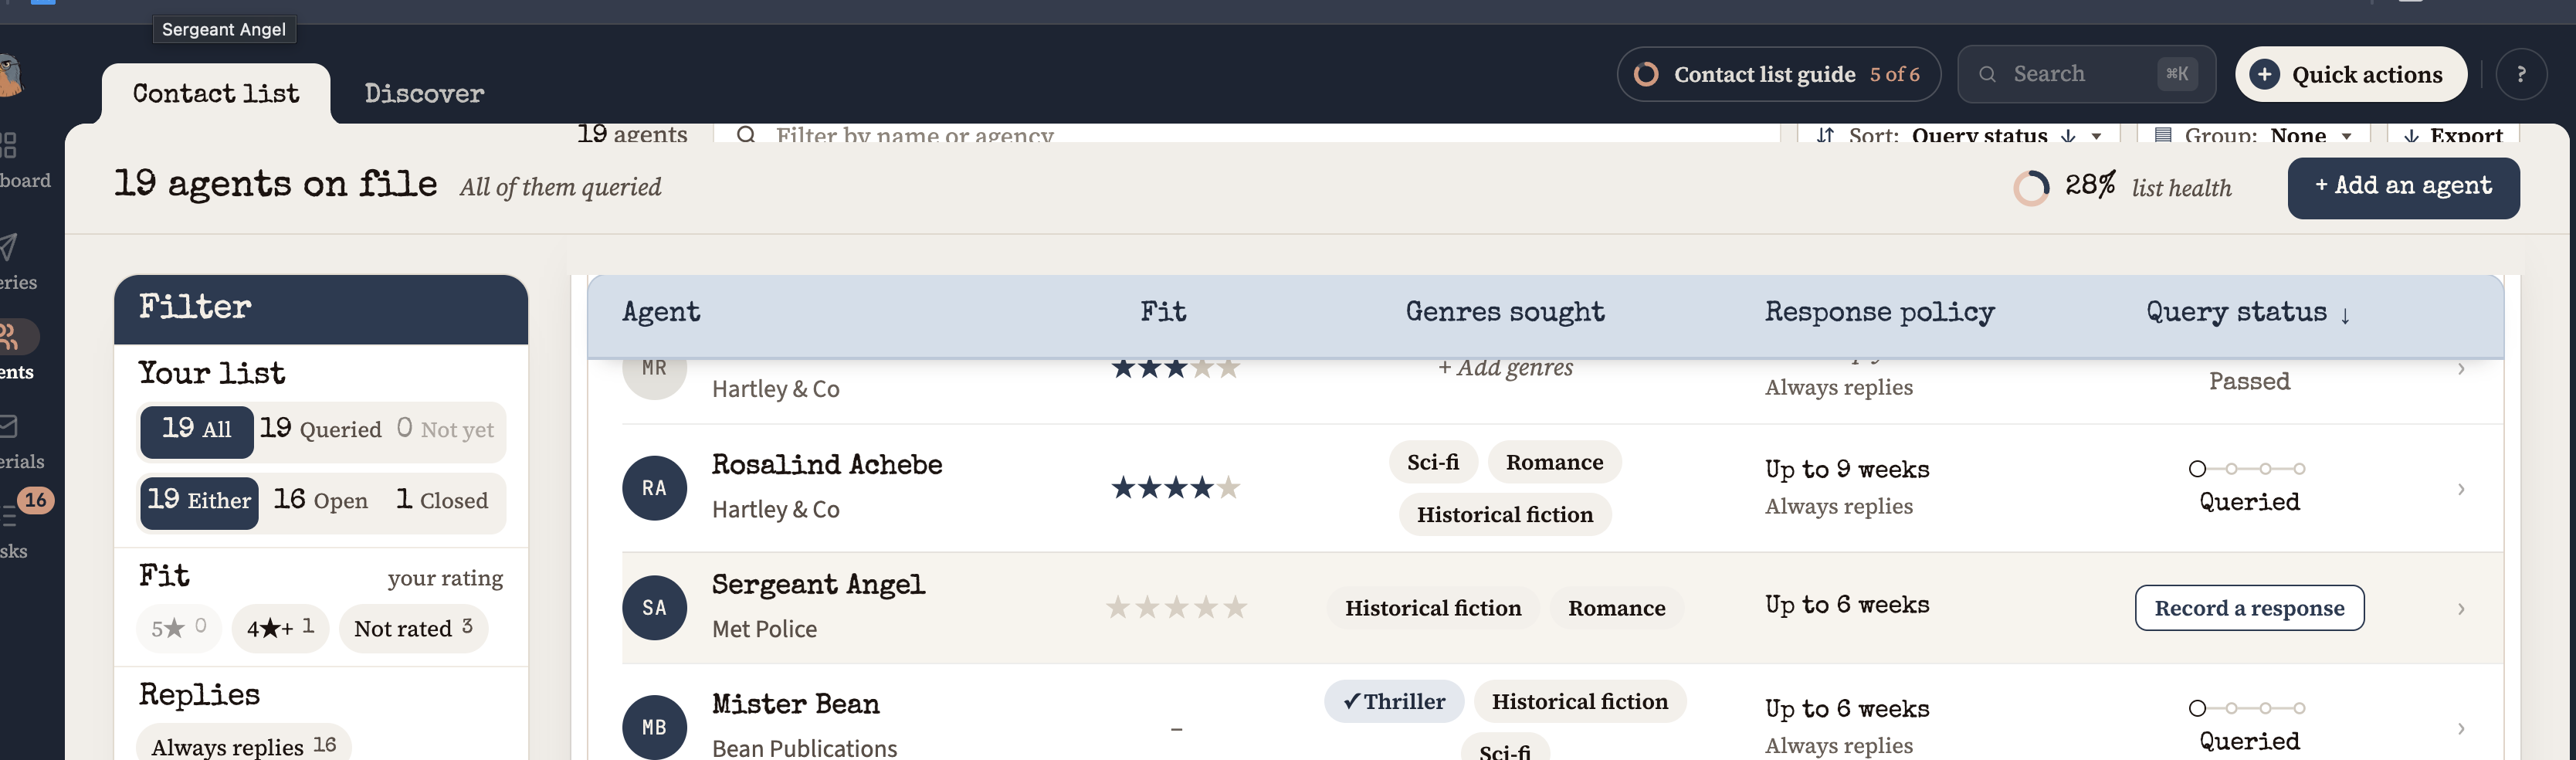 Sergeant Angel
Contact list
Discover
Contact list guide 5 of 6
Search ⌘K
+ Quick actions
?
19 agents
Filter by name or agency
Sort: Query status ↓
Group: None
↓ Export
19 agents on file All of them queried
28% list health
+ Add an agent
board
eries
ents
erials
16
sks
Filter
Your list
19 All 19 Queried 0 Not yet
19 Either 16 Open 1 Closed
Fit your rating
5★ 0 4★+ 1 Not rated 3
Replies
Always replies 16
Agent Fit Genres sought Response policy Query status ↓
MR
Hartley & Co
★★★★★
+ Add genres
Always replies
Passed
RA
Rosalind Achebe
Hartley & Co
★★★★★
Sci-fi Romance
Historical fiction
Up to 9 weeks
Always replies
Queried
SA
Sergeant Angel
Met Police
★★★★★
Historical fiction Romance
Up to 6 weeks
Record a response
MB
Mister Bean
Bean Publications
–
✓Thriller Historical fiction
Sci-fi
Up to 6 weeks
Always replies
Queried